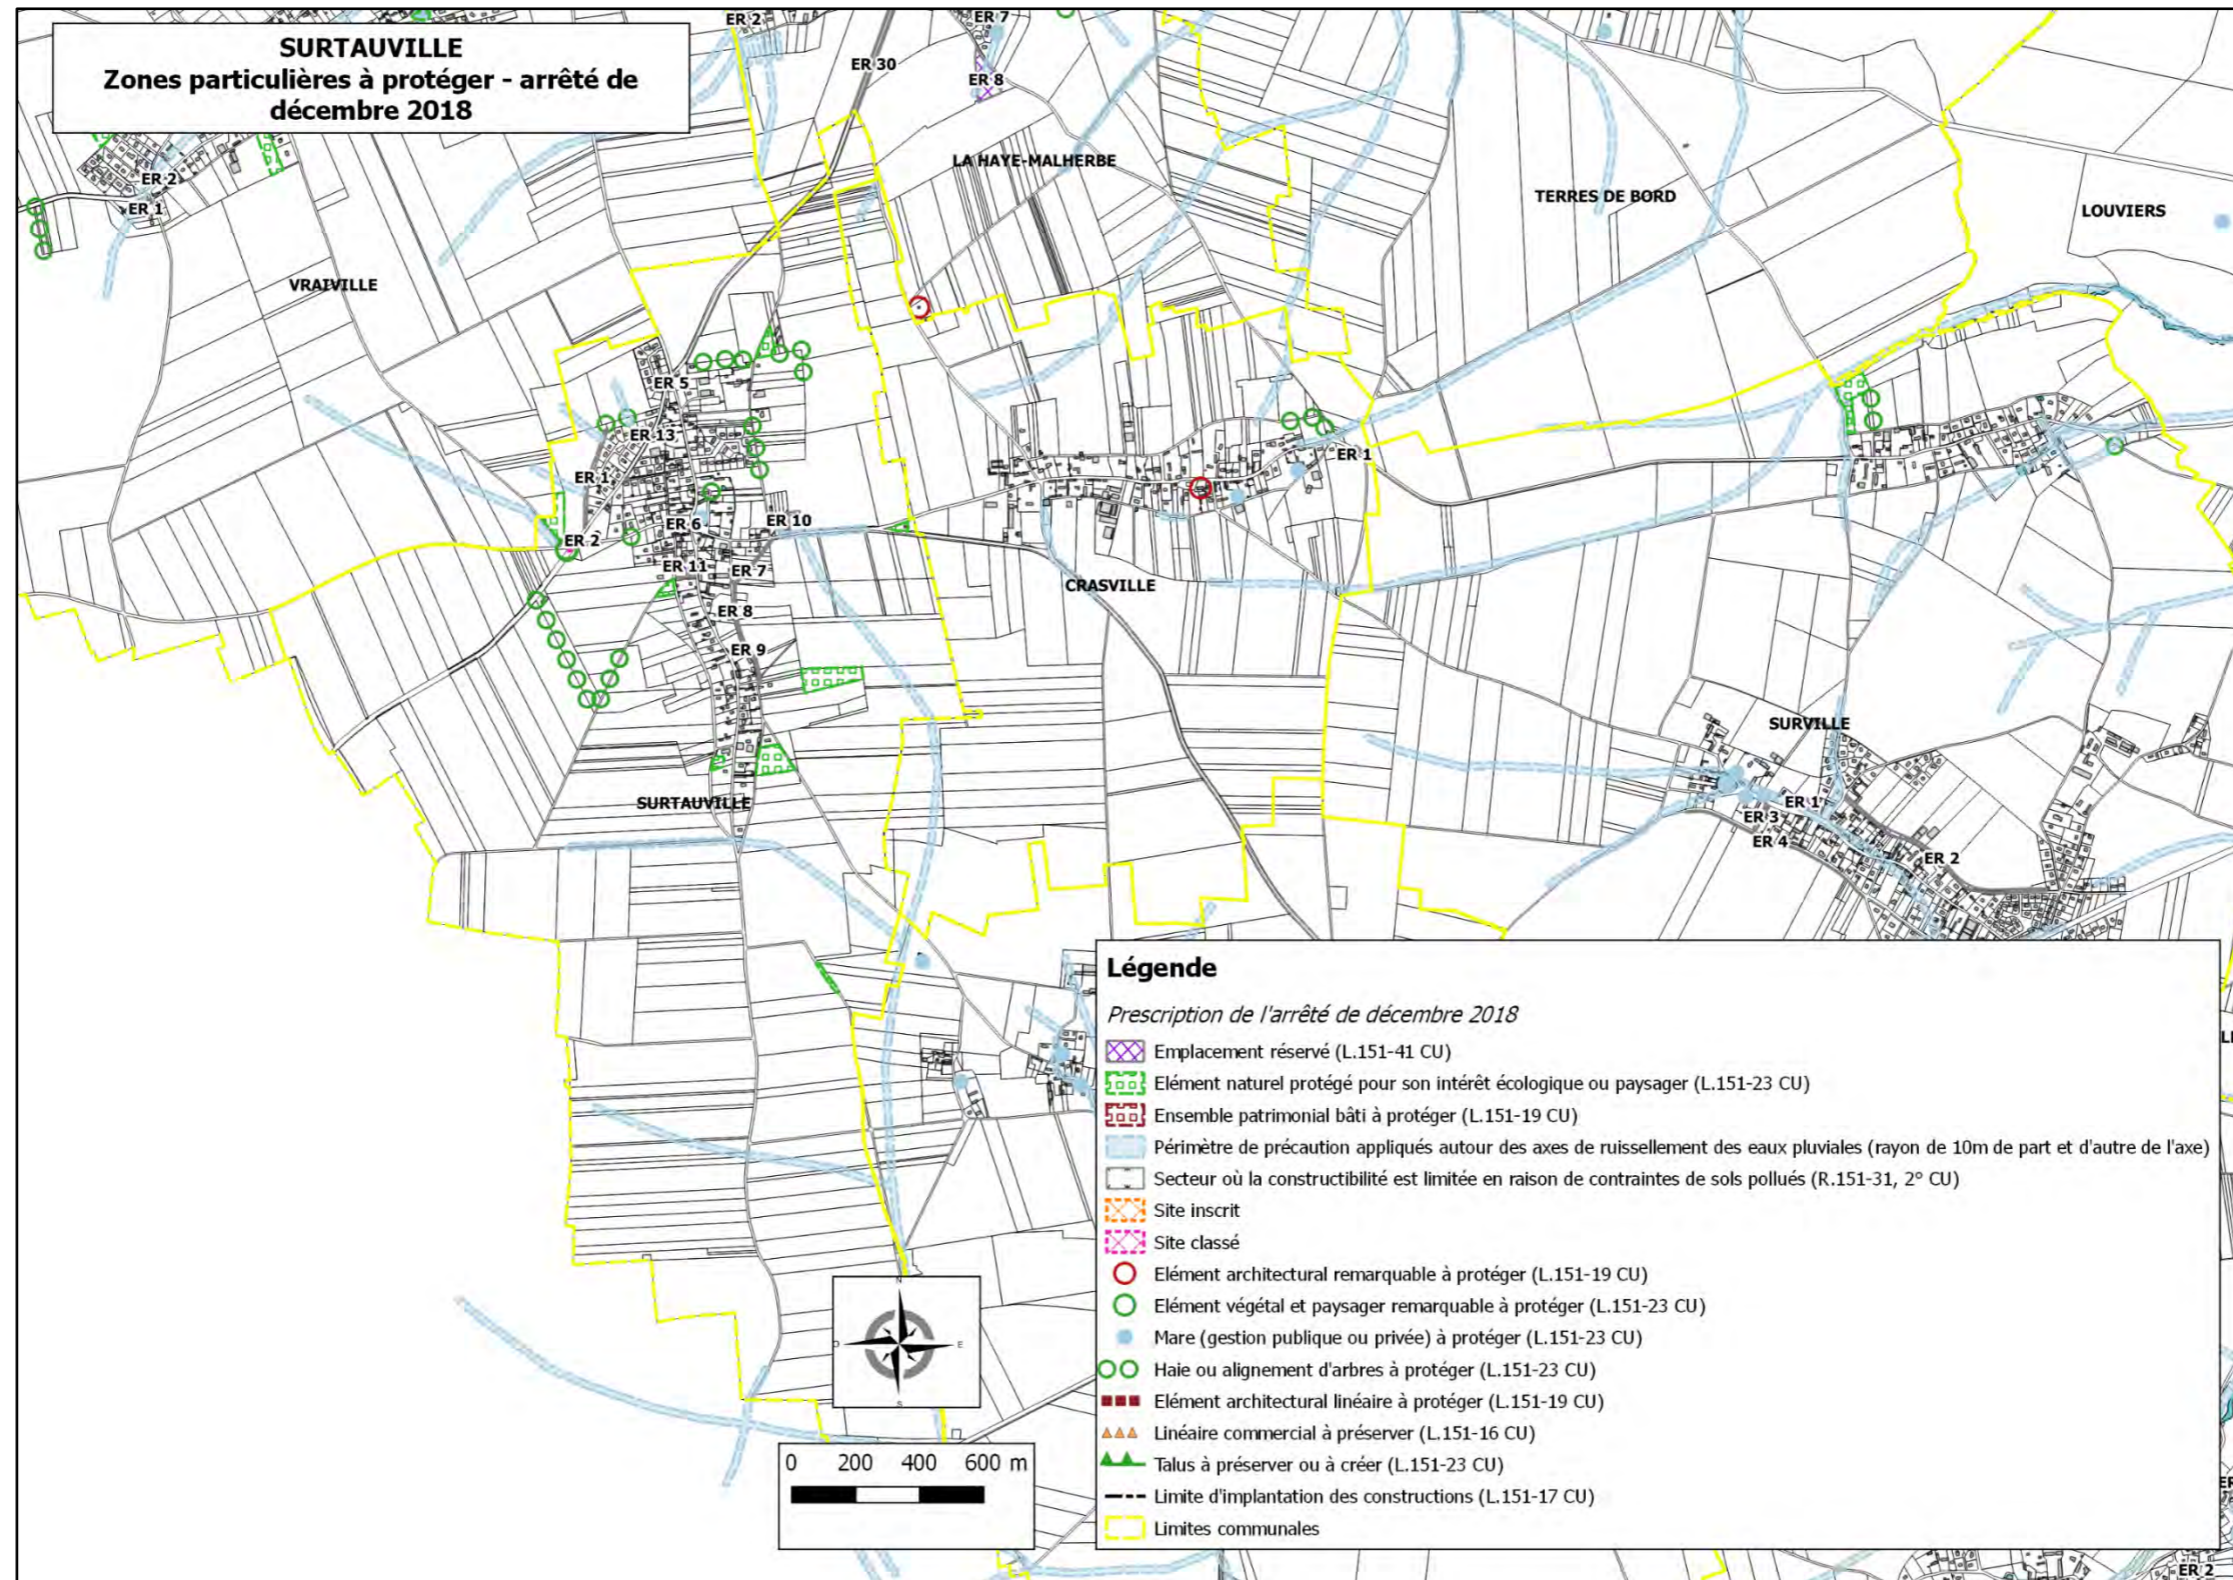 SURTAUVILLE
Zones particulières à protéger - arrêté de
décembre 2018
ER 2
ER 7
ER 30
ER 8
LA HAYE-MALHERBE
ER 2
ER 1
TERRES DE BORD
LOUVIERS
VRAIVILLE
ER 5
ER 13
ER 1
ER 1
ER 6
ER 10
ER 2
ER 11
ER 7
CRASVILLE
ER 8
ER 9
SURVILLE
SURTAUVILLE
ER 1
ER 3
ER 4
ER 2
Légende
Prescription de l'arrêté de décembre 2018
Emplacement réservé (L.151-41 CU)
Elément naturel protégé pour son intérêt écologique ou paysager (L.151-23 CU)
Ensemble patrimonial bâti à protéger (L.151-19 CU)
Périmètre de précaution appliqués autour des axes de ruissellement des eaux pluviales (rayon de 10m de part et d'autre de l'axe)
Secteur où la constructibilité est limitée en raison de contraintes de sols pollués (R.151-31, 2° CU)
Site inscrit
Site classé
Elément architectural remarquable à protéger (L.151-19 CU)
Elément végétal et paysager remarquable à protéger (L.151-23 CU)
Mare (gestion publique ou privée) à protéger (L.151-23 CU)
Haie ou alignement d'arbres à protéger (L.151-23 CU)
Elément architectural linéaire à protéger (L.151-19 CU)
Linéaire commercial à préserver (L.151-16 CU)
Talus à préserver ou à créer (L.151-23 CU)
Limite d'implantation des constructions (L.151-17 CU)
Limites communales
N
O E
S
0 200 400 600 m
ER 2